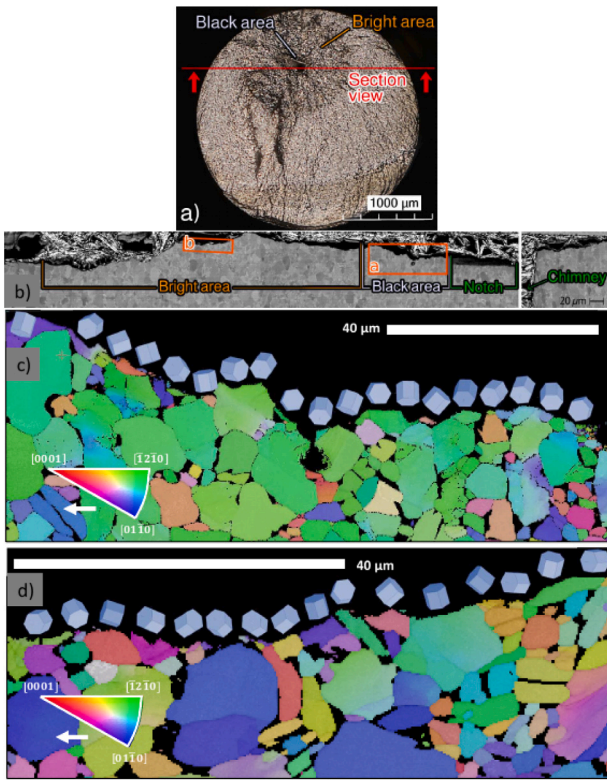 Black area
Bright area
Section
view
1000 µm
a)
b
a
Bright area
Black area
Notch
Chimney
20 µm
b)
40 µm
c)
[0001]
[1̅21̅0]
[011̅0]
40 µm
d)
[0001]
[1̅21̅0]
[011̅0]